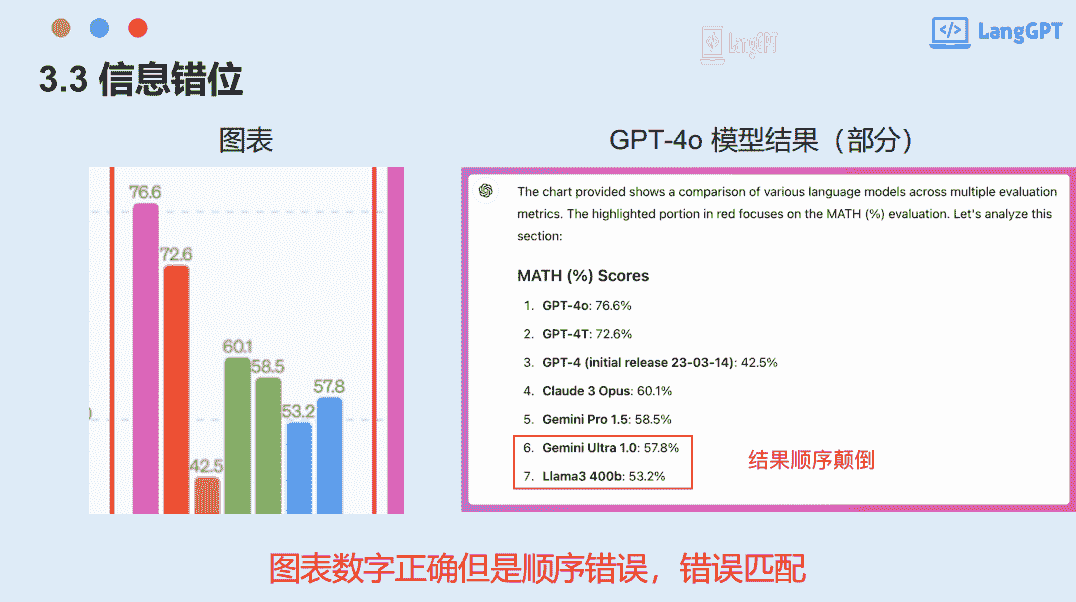 LangGPT
LangGPT
3.3 信息错位
图表
GPT-4o 模型结果（部分）
76.6
72.6
42.5
60.1
58.5
53.2
57.8
The chart provided shows a comparison of various language models across multiple evaluation
metrics. The highlighted portion in red focuses on the MATH (%) evaluation. Let's analyze this
section:
MATH (%) Scores
1. GPT-4o: 76.6%
2. GPT-4T: 72.6%
3. GPT-4 (initial release 23-03-14): 42.5%
4. Claude 3 Opus: 60.1%
5. Gemini Pro 1.5: 58.5%
6. Gemini Ultra 1.0: 57.8%
7. Llama3 400b: 53.2%
结果顺序颠倒
图表数字正确但是顺序错误，错误匹配